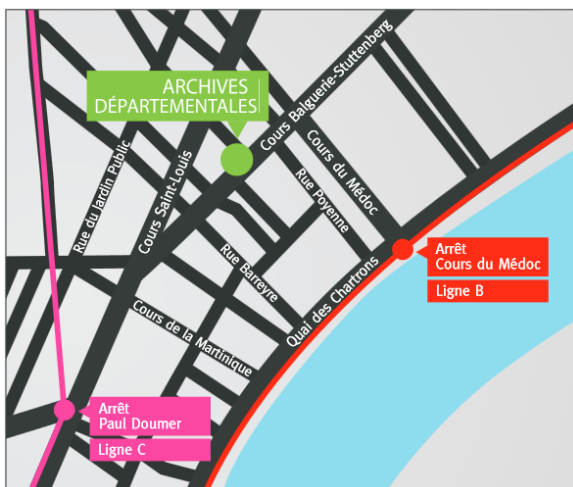 ARCHIVES
DÉPARTEMENTALES
Cours Balguerie-Stuttenberg
Rue du Jardin Public
Cours Saint-Louis
Cours du Médoc
Rue Poyenne
Rue Barreyre
Quai des Chartrons
Cours de la Martinique
Arrêt
Cours du Médoc
Ligne B
Arrêt
Paul Doumer
Ligne C